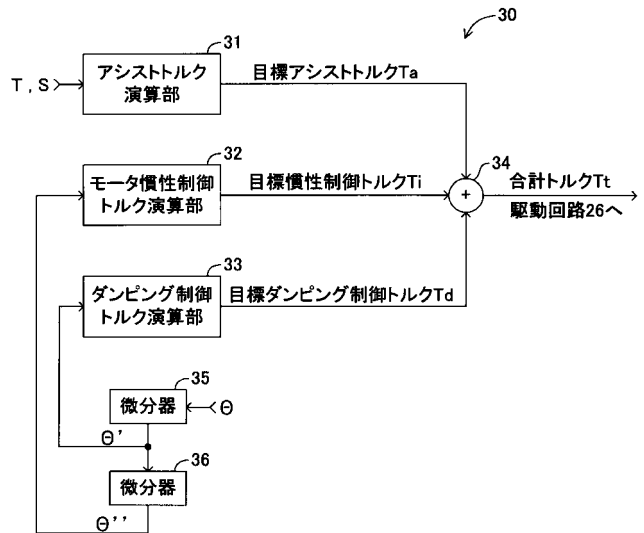 30
31
T , S
アシストトルク
演算部
目標アシストトルクTa
32
モータ慣性制御
トルク演算部
目標慣性制御トルクTi
34
+
合計トルクTt
駆動回路26へ
33
ダンピング制御
トルク演算部
目標ダンピング制御トルクTd
35
微分器
Θ
Θ'
36
微分器
Θ''